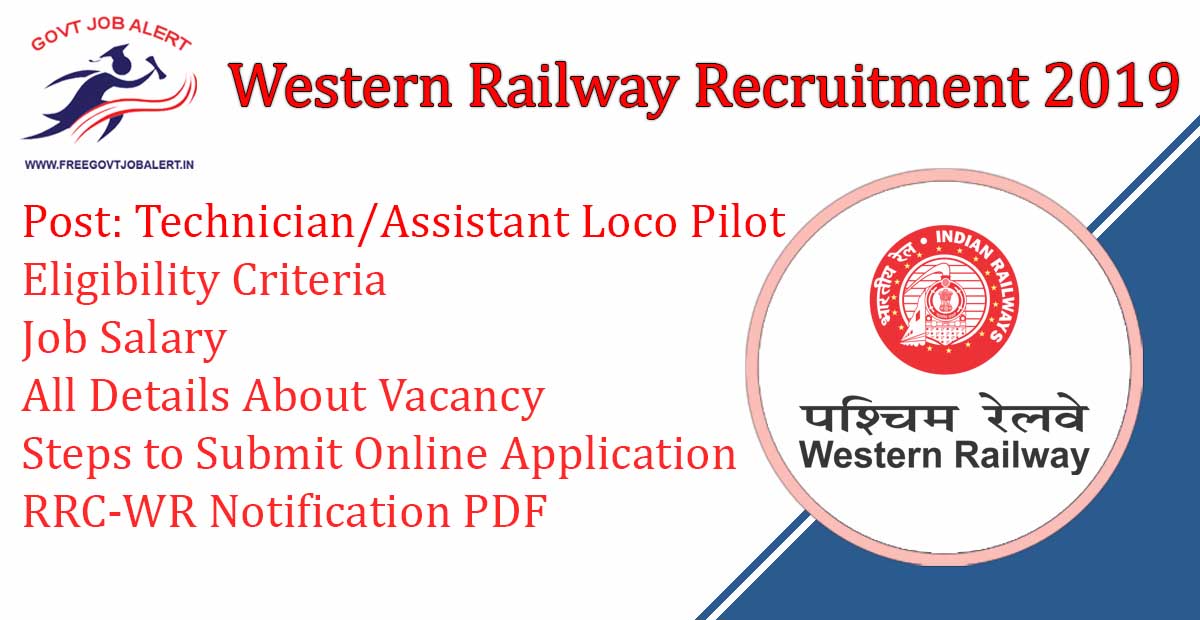 GOVT JOB ALERT
WWW.FREEGOVTJOBALERT.IN
Western Railway Recruitment 2019
Post: Technician/Assistant Loco Pilot
Eligibility Criteria
Job Salary
All Details About Vacancy
Steps to Submit Online Application
RRC-WR Notification PDF
भारतीय रेल • INDIAN RAILWAYS
पश्चिम रेलवे
Western Railway